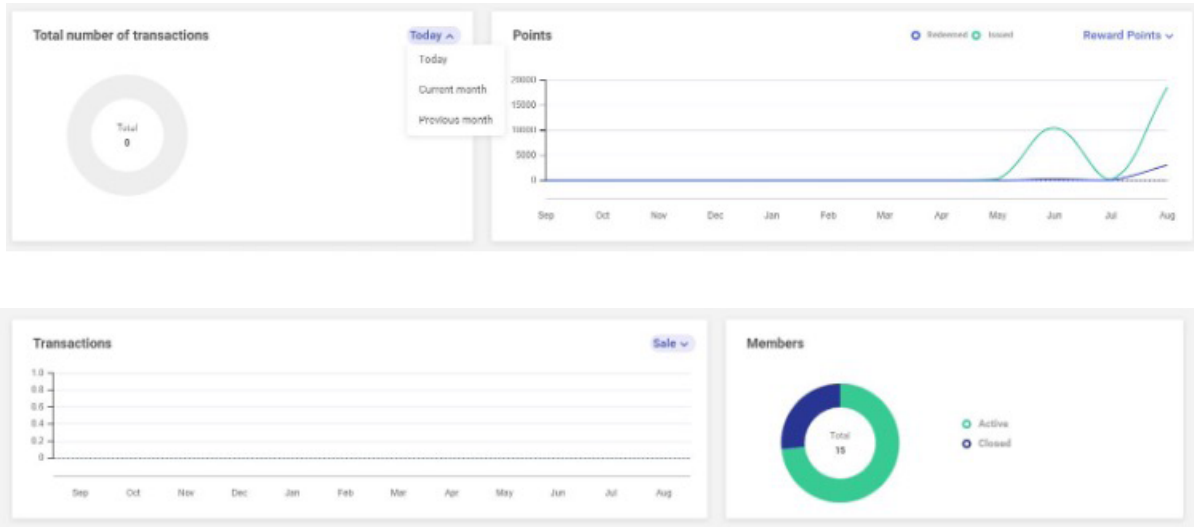 Total number of transactions
Today
Today
Current month
Previous month
Total
0
Points
Redeemed Issued
Reward Points
20000
15000
10000
5000
0
Sep Oct Nov Dec Jan Feb Mar Apr May Jun Jul Aug
Transactions
Sale
1.0
0.8
0.6
0.4
0.2
0
Sep Oct Nov Dec Jan Feb Mar Apr May Jun Jul Aug
Members
Total
15
Active
Closed